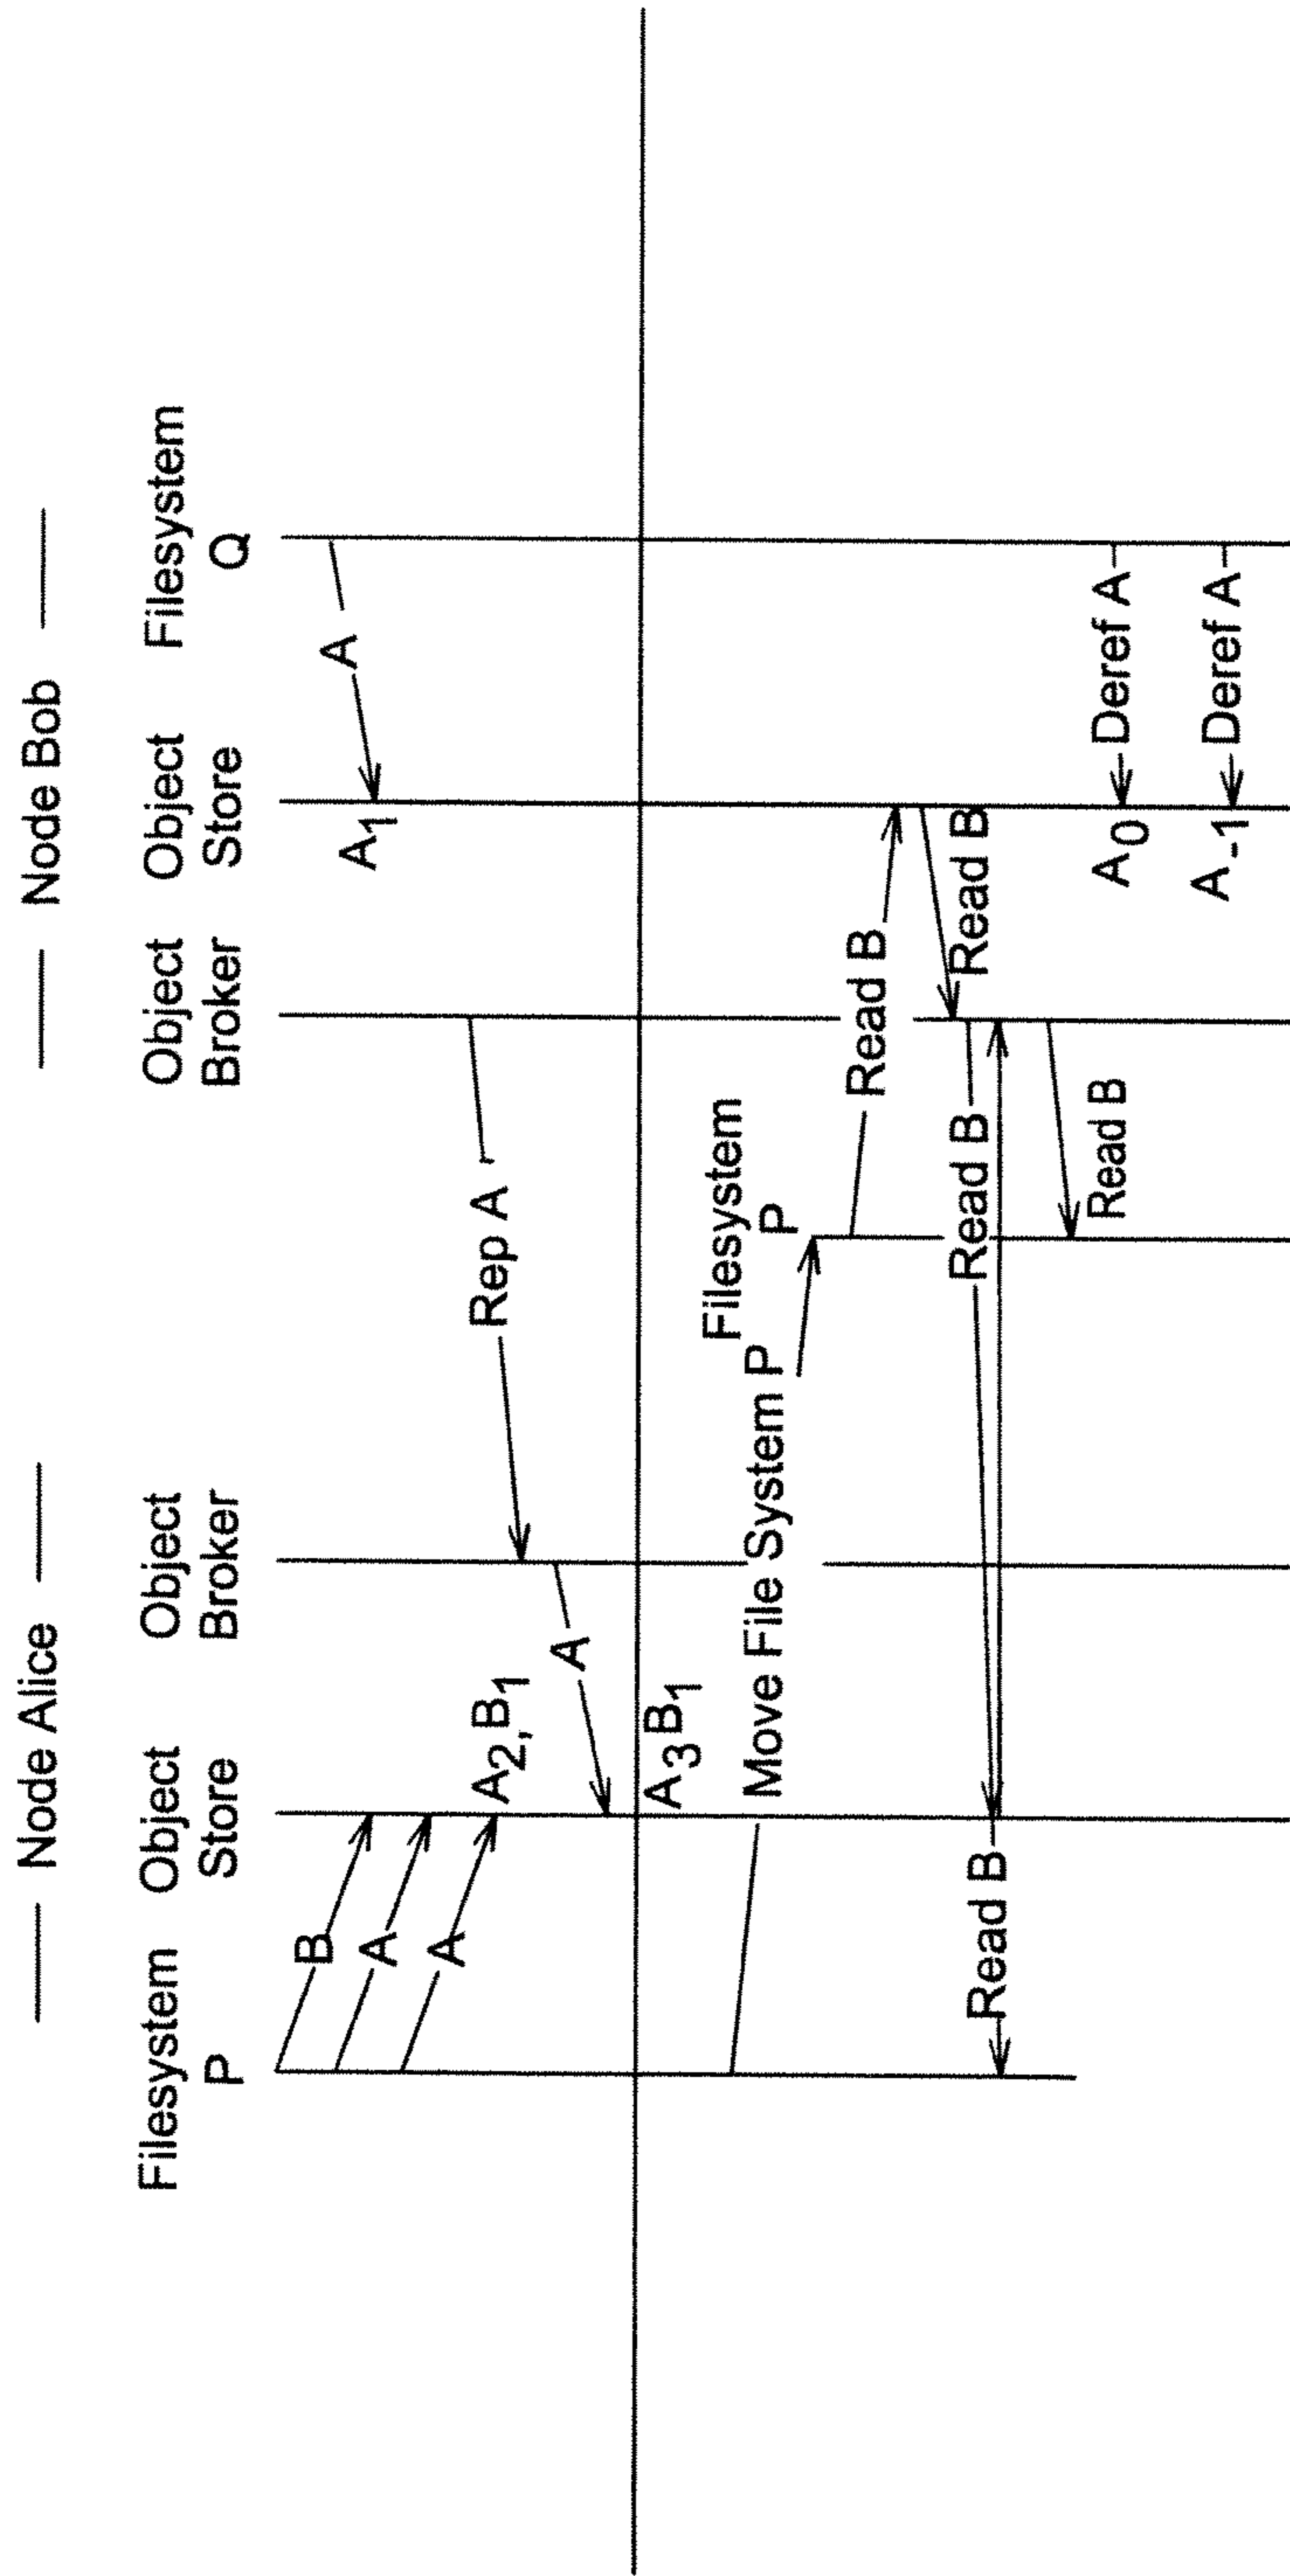 Node Alice
Node Bob
Filesystem P
Object Store
Object Broker
Object Broker
Object Store
Filesystem Q
B
A
A
A
A1
A2, B1
Rep A
A
A3 B1
Move File System P
Filesystem P
Read B
Read B
Read B
Read B
Read B
A0
Deref A
A-1
Deref A